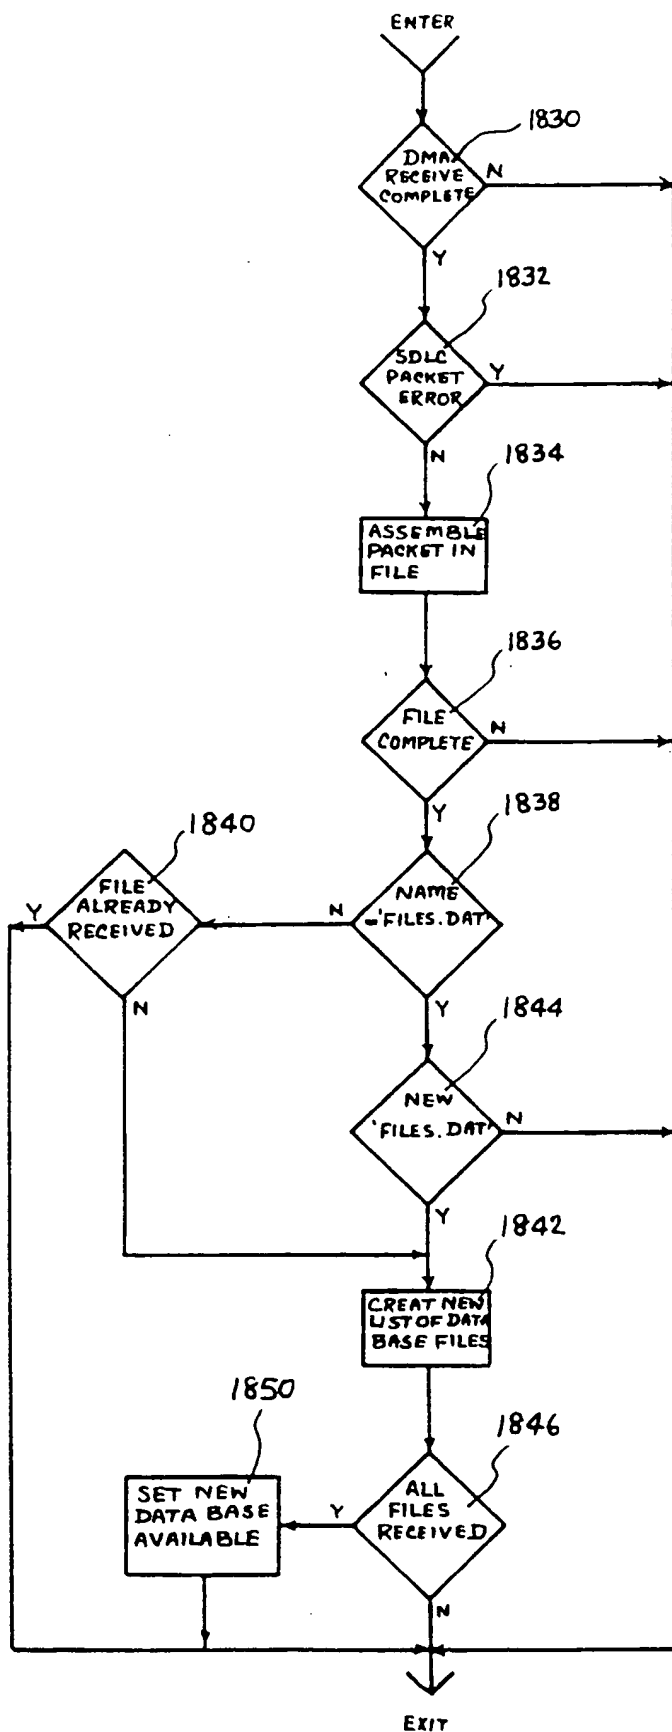 ENTER
1830
DMA
RECEIVE
COMPLETE
N
Y
1832
SDLC
PACKET
ERROR
Y
N
1834
ASSEMBLE
PACKET IN
FILE
1836
FILE
COMPLETE
N
Y
1838
NAME
='FILES.DAT'
N
Y
1840
FILE
ALREADY
RECEIVED
Y
N
1844
NEW
'FILES.DAT'
N
Y
1842
CREAT NEW
LIST OF DATA
BASE FILES
1846
ALL
FILES
RECEIVED
Y
N
1850
SET NEW
DATA BASE
AVAILABLE
EXIT